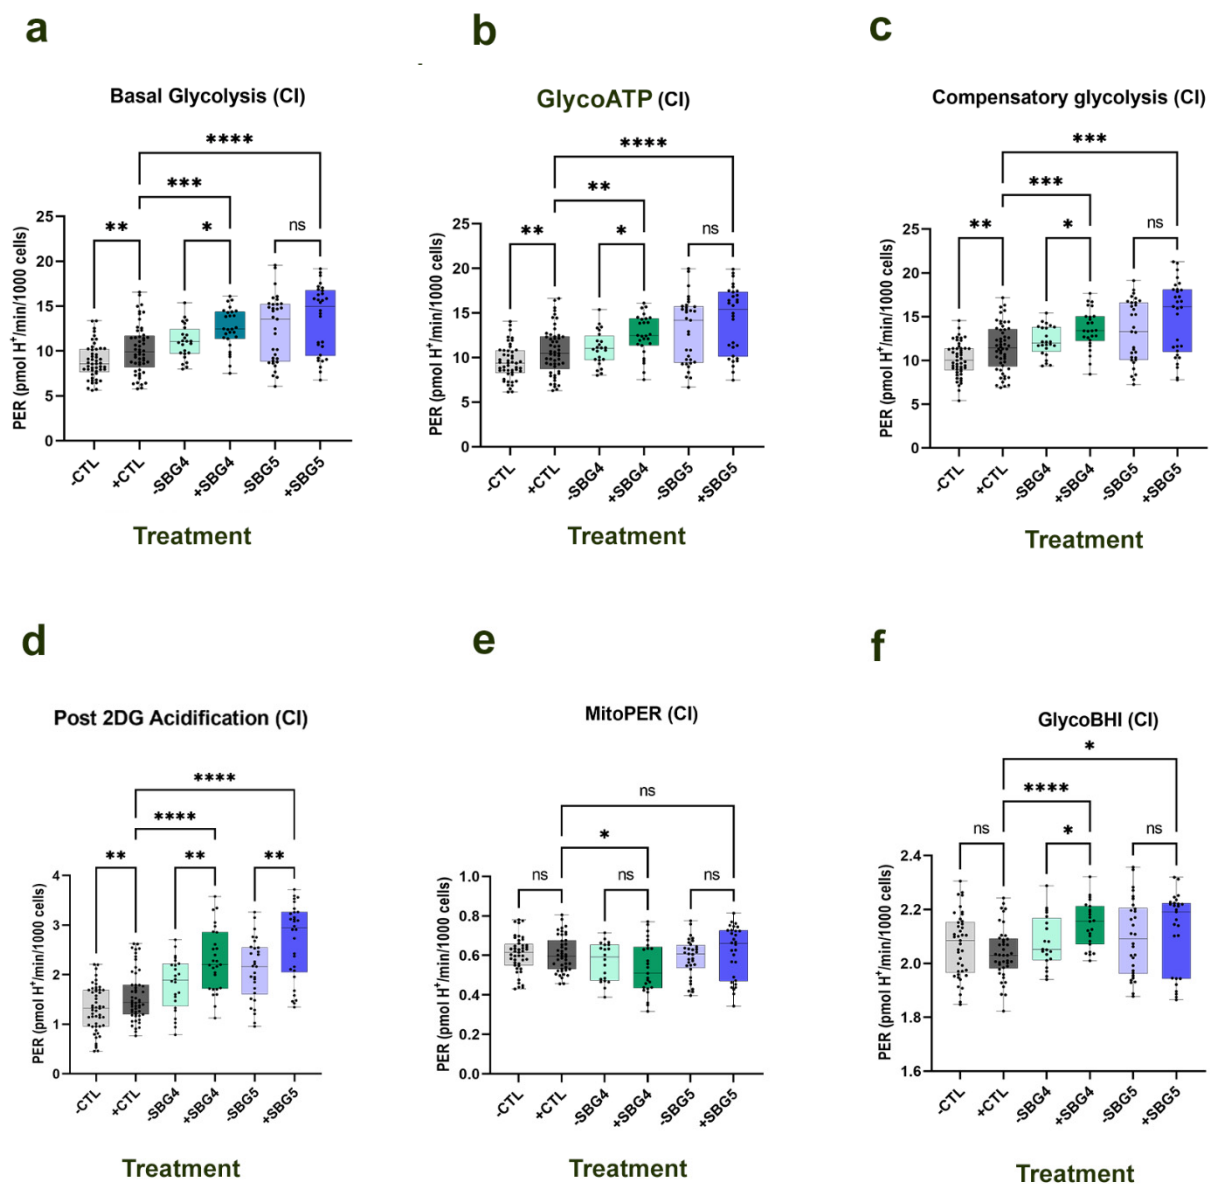 a
Basal Glycolysis (CI)
****
***
**
*
ns
PER (pmol H+/min/1000 cells)
25
20
15
10
5
0
-CTL
+CTL
-SBG4
+SBG4
-SBG5
+SBG5
Treatment
b
GlycoATP (CI)
****
**
**
*
ns
PER (pmol H+/min/1000 cells)
25
20
15
10
5
0
-CTL
+CTL
-SBG4
+SBG4
-SBG5
+SBG5
Treatment
c
Compensatory glycolysis (CI)
***
***
**
*
ns
PER (pmol H+/min/1000 cells)
25
20
15
10
5
0
-CTL
+CTL
-SBG4
+SBG4
-SBG5
+SBG5
Treatment
d
Post 2DG Acidification (CI)
****
****
**
**
**
PER (pmol H+/min/1000 cells)
4
3
2
1
0
-CTL
+CTL
-SBG4
+SBG4
-SBG5
+SBG5
Treatment
e
MitoPER (CI)
ns
*
ns
ns
ns
PER (pmol H+/min/1000 cells)
1.0
0.8
0.6
0.4
0.2
0.0
-CTL
+CTL
-SBG4
+SBG4
-SBG5
+SBG5
Treatment
f
GlycoBHI (CI)
*
****
ns
*
ns
PER (pmol H+/min/1000 cells)
2.4
2.2
2.0
1.8
1.6
-CTL
+CTL
-SBG4
+SBG4
-SBG5
+SBG5
Treatment